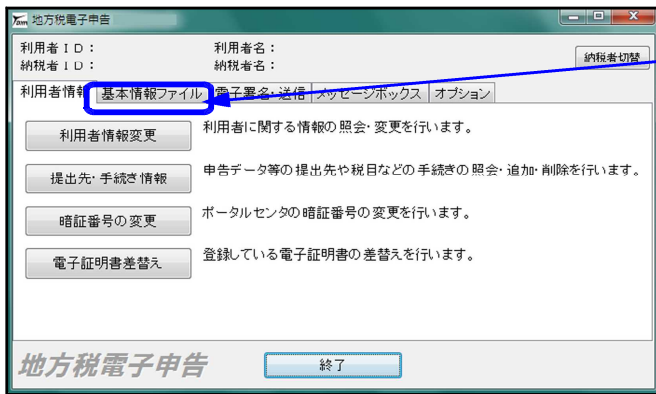 地方税電子申告
利用者ID：
利用者名：
納税者ID：
納税者名：
納税者切替
利用者情報
基本情報ファイル
電子署名・送信
メッセージボックス
オプション
利用者情報変更
利用者に関する情報の照会・変更を行います。
提出先・手続き情報
申告データ等の提出先や税目などの手続きの照会・追加・削除を行います。
暗証番号の変更
ポータルセンタの暗証番号の変更を行います。
電子証明書差替え
登録している電子証明書の差替えを行います。
地方税電子申告
終了